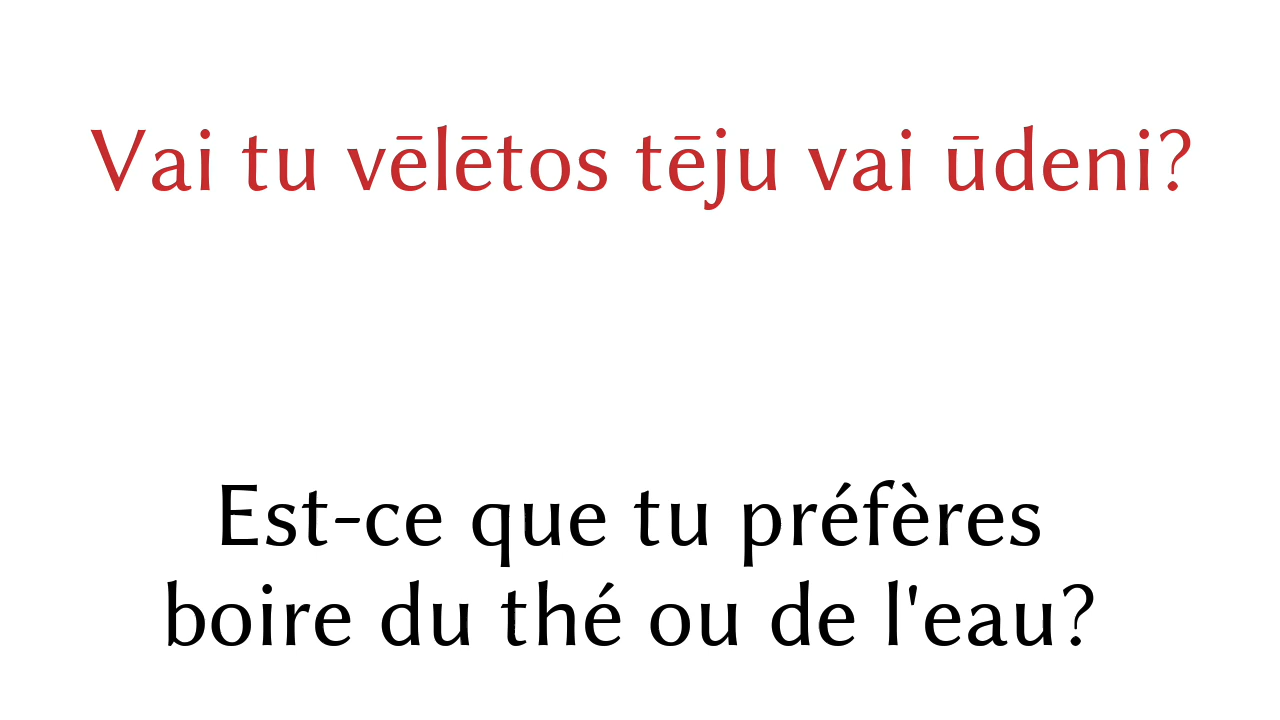 Vai tu vēlētos tēju vai ūdeni?
Est-ce que tu préfères
boire du thé ou de l'eau?